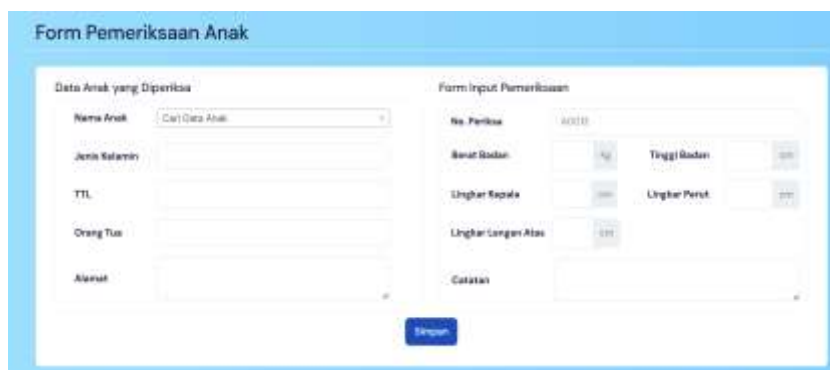 Form Pemeriksaan Anak
Data Anak yang Diperiksa
Nama Anak Cari Data Anak
Jenis Kelamin
TTL
Orang Tua
Alamat
Form Input Pemeriksaan
No. Periksa
Berat Badan kg Tinggi Badan cm
Lingkar Kepala cm Lingkar Perut cm
Lingkar Lengan Atas cm
Catatan
Simpan